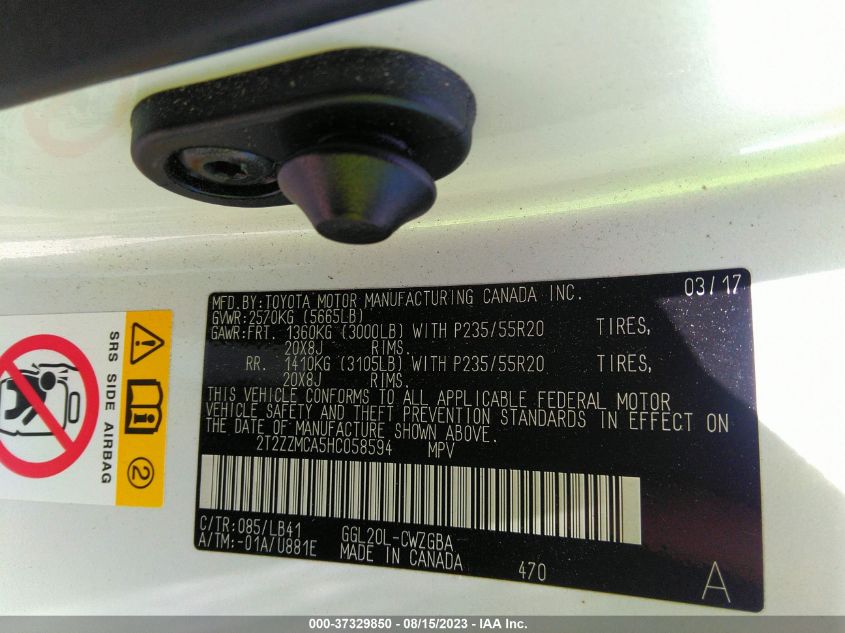 MFD.BY:TOYOTA MOTOR MANUFACTURING CANADA INC. 03/17
GVWR:2570KG (5665LB)
GAWR:FRT. 1360KG (3000LB) WITH P235/55R20 TIRES,
20X8J RIMS.
RR. 1410KG (3105LB) WITH P235/55R20 TIRES,
20X8J RIMS.
THIS VEHICLE CONFORMS TO ALL APPLICABLE FEDERAL MOTOR
VEHICLE SAFETY AND THEFT PREVENTION STANDARDS IN EFFECT ON
THE DATE OF MANUFACTURE SHOWN ABOVE.
2T2ZZMCA5HC058594 MPV
C/TR:085/LB41 GGL20L-CWZGBA
A/TM:-01A/U881E MADE IN CANADA
470 A
SRS SIDE AIRBAG
2
000-37329850 - 08/15/2023 - IAA Inc.